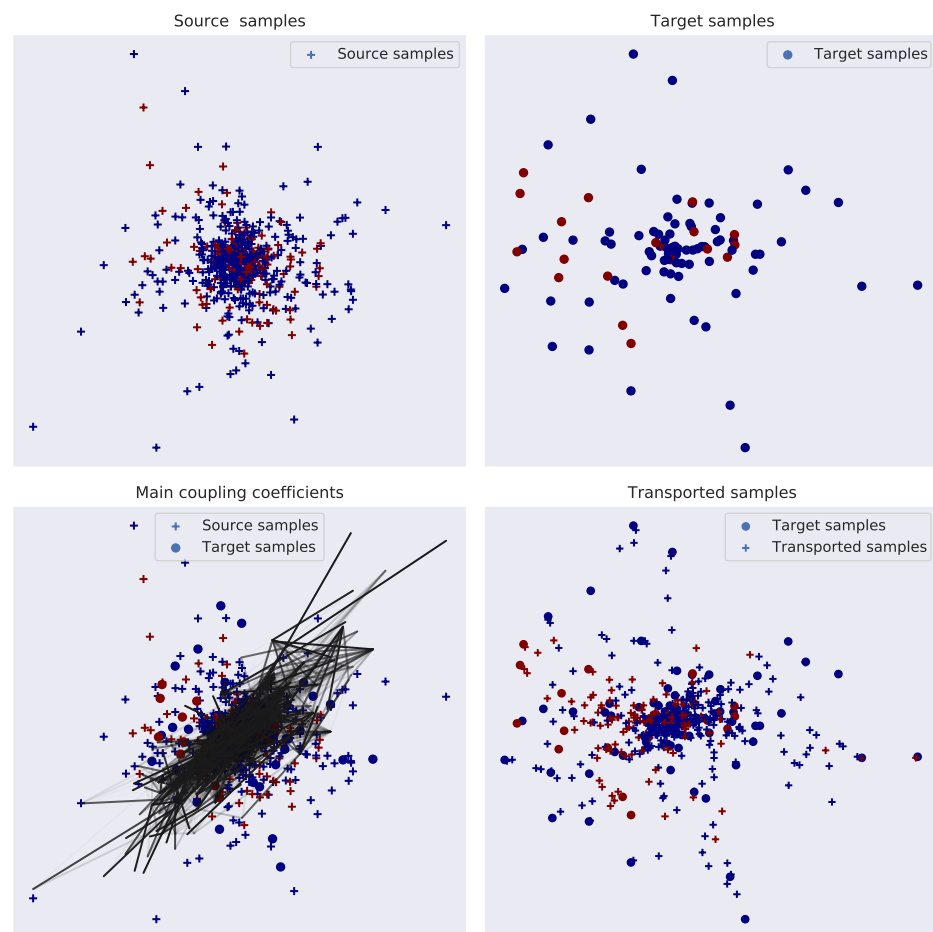 Source  samples
Source samples
Target samples
Target samples
Main coupling coefficients
Source samples
Target samples
Transported samples
Target samples
Transported samples